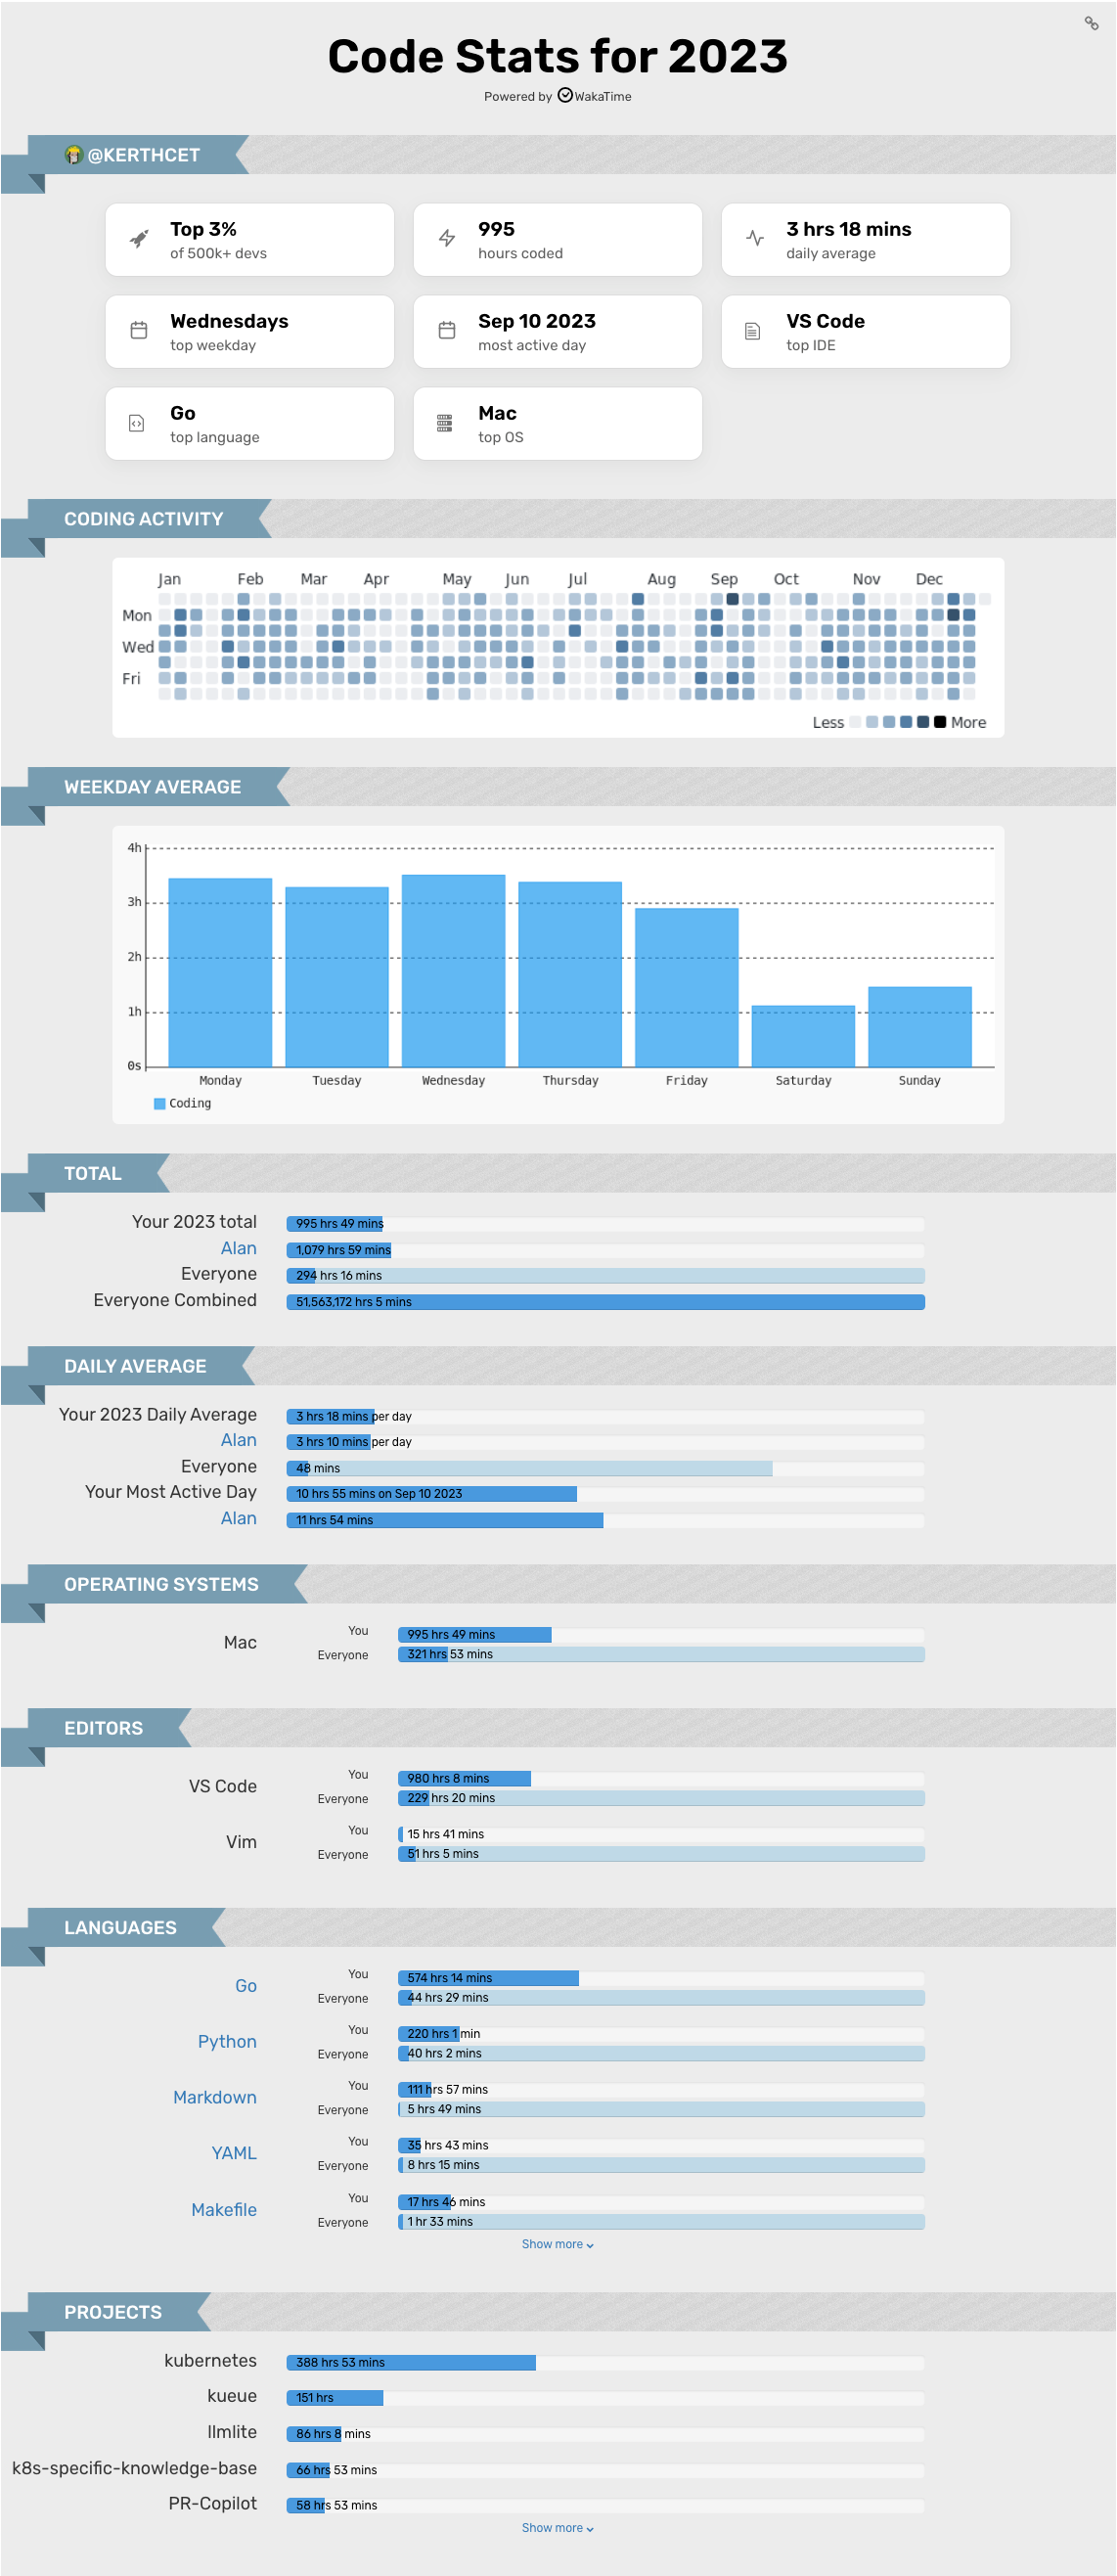 Code Stats for 2023
Powered by WakaTime
@KERTHCET
Top 3%
of 500k+ devs
995
hours coded
3 hrs 18 mins
daily average
Wednesdays
top weekday
Sep 10 2023
most active day
VS Code
top IDE
Go
top language
Mac
top OS
CODING ACTIVITY
Jan Feb Mar Apr May Jun Jul Aug Sep Oct Nov Dec
Mon
Wed
Fri
Less More
WEEKDAY AVERAGE
4h
3h
2h
1h
0s
Monday Tuesday Wednesday Thursday Friday Saturday Sunday
Coding
TOTAL
Your 2023 total 995 hrs 49 mins
Alan 1,079 hrs 59 mins
Everyone 294 hrs 16 mins
Everyone Combined 51,563,172 hrs 5 mins
DAILY AVERAGE
Your 2023 Daily Average 3 hrs 18 mins per day
Alan 3 hrs 10 mins per day
Everyone 48 mins
Your Most Active Day 10 hrs 55 mins on Sep 10 2023
Alan 11 hrs 54 mins
OPERATING SYSTEMS
Mac
You 995 hrs 49 mins
Everyone 321 hrs 53 mins
EDITORS
VS Code
You 980 hrs 8 mins
Everyone 229 hrs 20 mins
Vim
You 15 hrs 41 mins
Everyone 51 hrs 5 mins
LANGUAGES
Go
You 574 hrs 14 mins
Everyone 44 hrs 29 mins
Python
You 220 hrs 1 min
Everyone 40 hrs 2 mins
Markdown
You 111 hrs 57 mins
Everyone 5 hrs 49 mins
YAML
You 35 hrs 43 mins
Everyone 8 hrs 15 mins
Makefile
You 17 hrs 46 mins
Everyone 1 hr 33 mins
Show more
PROJECTS
kubernetes 388 hrs 53 mins
kueue 151 hrs
llmlite 86 hrs 8 mins
k8s-specific-knowledge-base 66 hrs 53 mins
PR-Copilot 58 hrs 53 mins
Show more